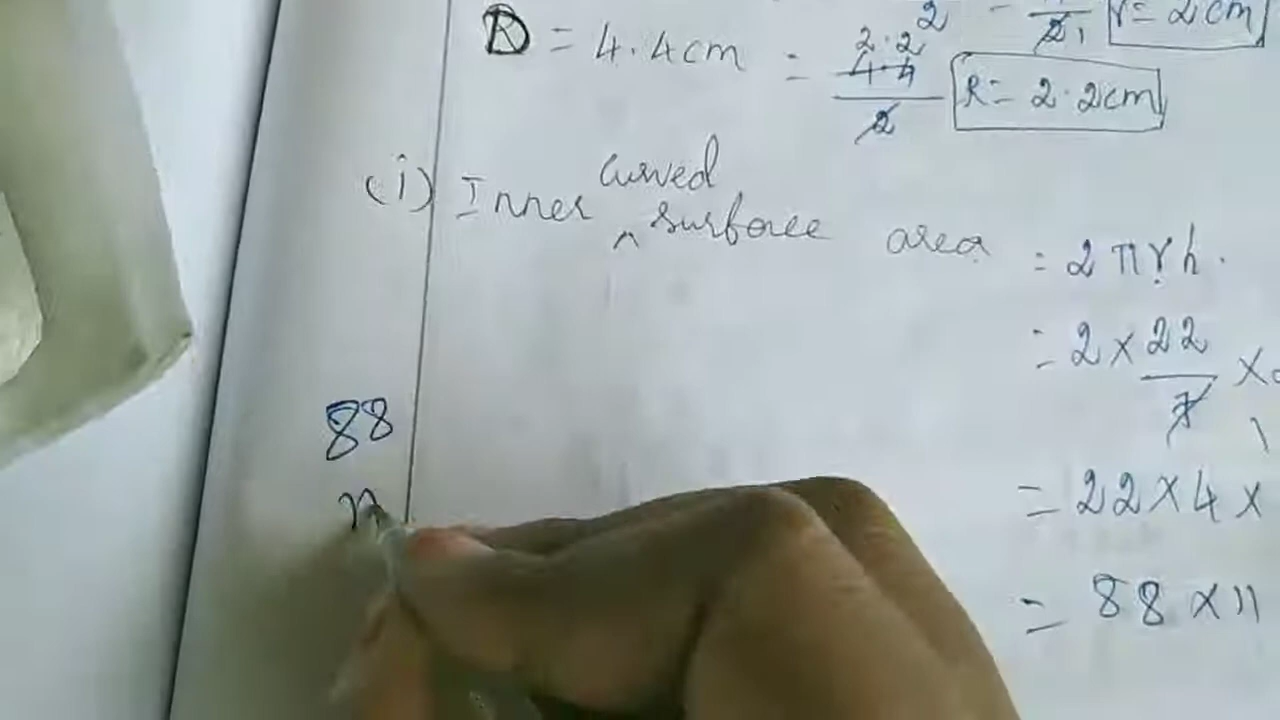 D = 4.4cm = 4.4/2 2.2 R = 2.2cm r = 2cm
(i) Inner curved surface area = 2πrh.
= 2 × 22/7 ×
88 = 22 × 4 ×
= 88 × 11